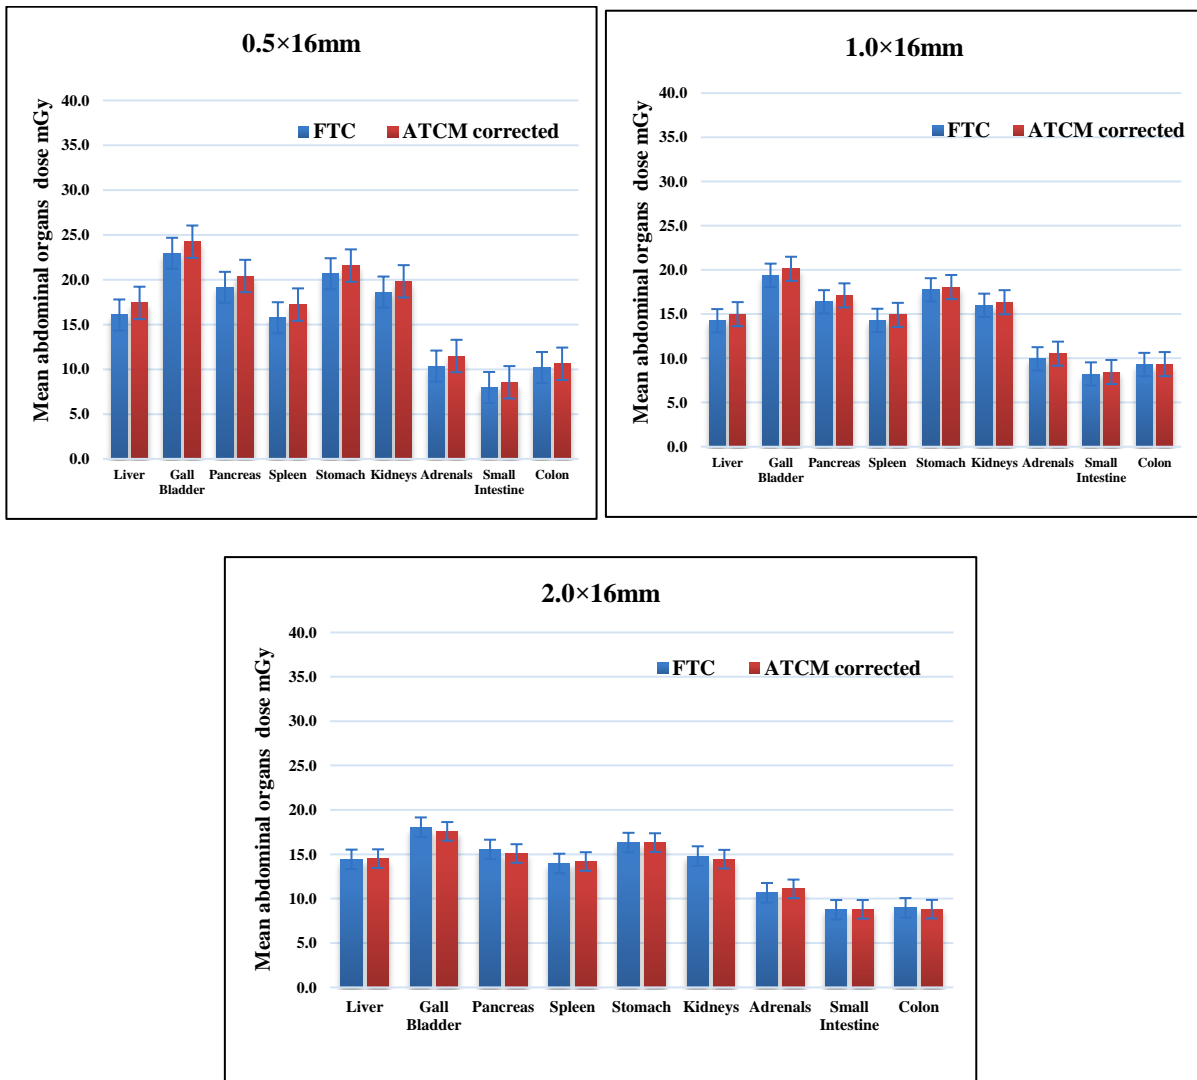 0.5×16mm
Mean abdominal organs  dose mGy
40.0
35.0
30.0
25.0
20.0
15.0
10.0
5.0
0.0
FTC ATCM corrected
Liver Gall Pancreas Spleen Stomach Kidneys Adrenals Small Colon
Bladder Intestine
1.0×16mm
Mean abdominal organs  dose mGy
40.0
35.0
30.0
25.0
20.0
15.0
10.0
5.0
0.0
FTC ATCM corrected
Liver Gall Pancreas Spleen Stomach Kidneys Adrenals Small Colon
Bladder Intestine
2.0×16mm
Mean abdominal organs  dose mGy
40.0
35.0
30.0
25.0
20.0
15.0
10.0
5.0
0.0
FTC ATCM corrected
Liver Gall Pancreas Spleen Stomach Kidneys Adrenals Small Colon
Bladder Intestine